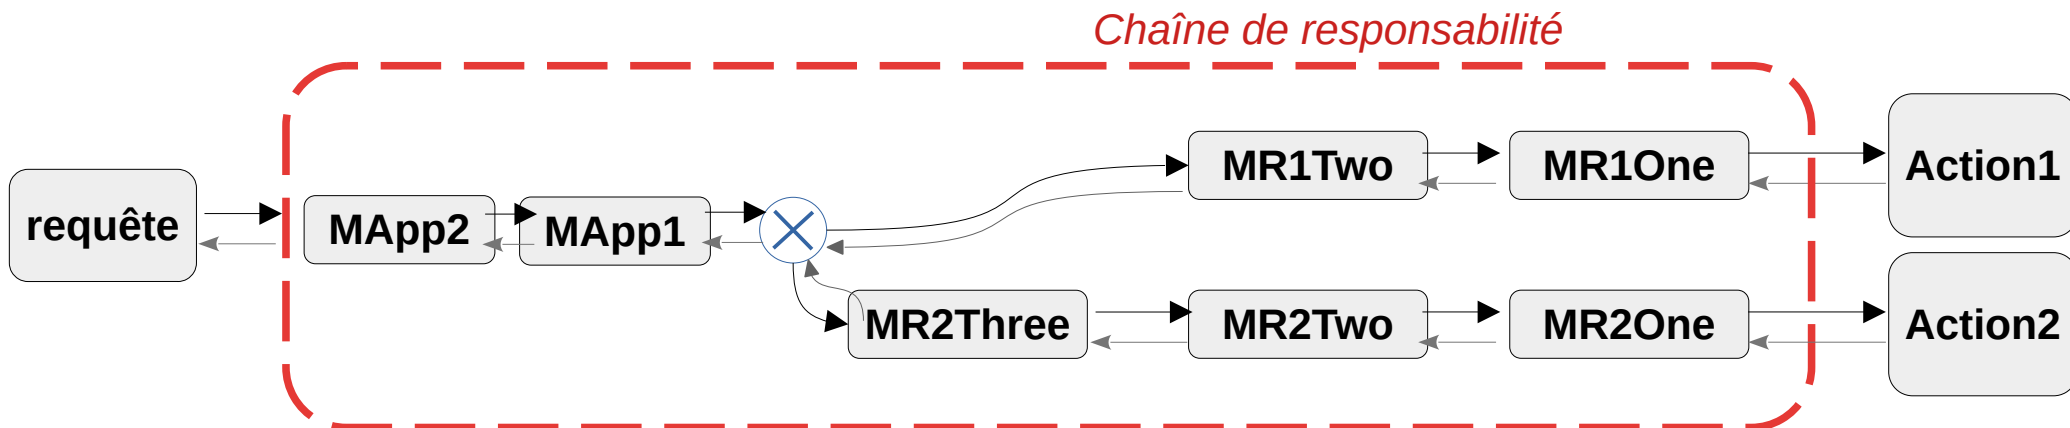 Chaîne de responsabilité
requête
MApp2
MApp1
MR1Two
MR1One
Action1
MR2Three
MR2Two
MR2One
Action2